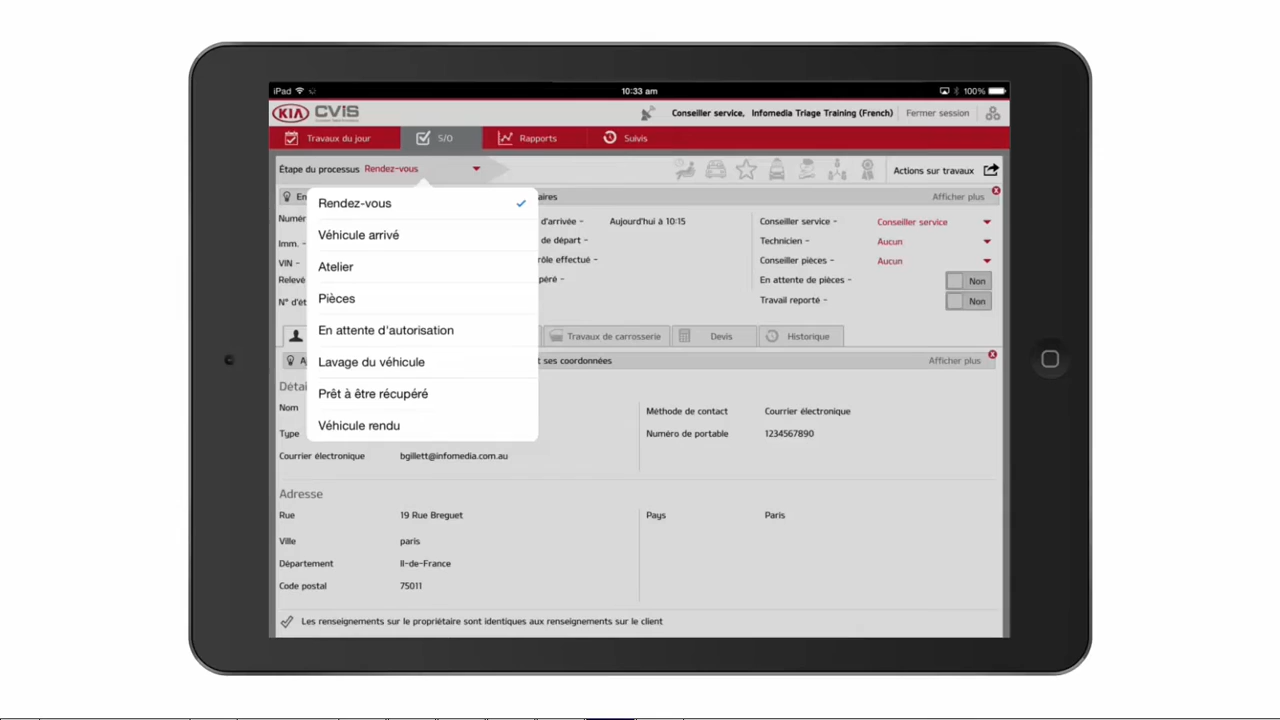 iPad
10:33 am
100%
KIA CVIS
Conseiller service, Infomedia Triage Training (French)
Fermer session
Travaux du jour
S/O
Rapports
Suivis
Étape du processus Rendez-vous
Actions sur travaux
Rendez-vous
Véhicule arrivé
Atelier
Pièces
En attente d'autorisation
Lavage du véhicule
Prêt à être récupéré
Véhicule rendu
Afficher plus
d'arrivée - Aujourd'hui à 10:15
de départ -
Conseiller service - Conseiller service
Technicien - Aucun
Conseiller pièces - Aucun
En attente de pièces - Non
Travail reporté - Non
Imm. -
VIN -
Travaux de carrosserie
Devis
Historique
et ses coordonnées
Afficher plus
Nom
Type
Courrier électronique bgillett@infomedia.com.au
Méthode de contact Courrier électronique
Numéro de portable 1234567890
Adresse
Rue 19 Rue Breguet
Pays Paris
Ville paris
Département Il-de-France
Code postal 75011
Les renseignements sur le propriétaire sont identiques aux renseignements sur le client